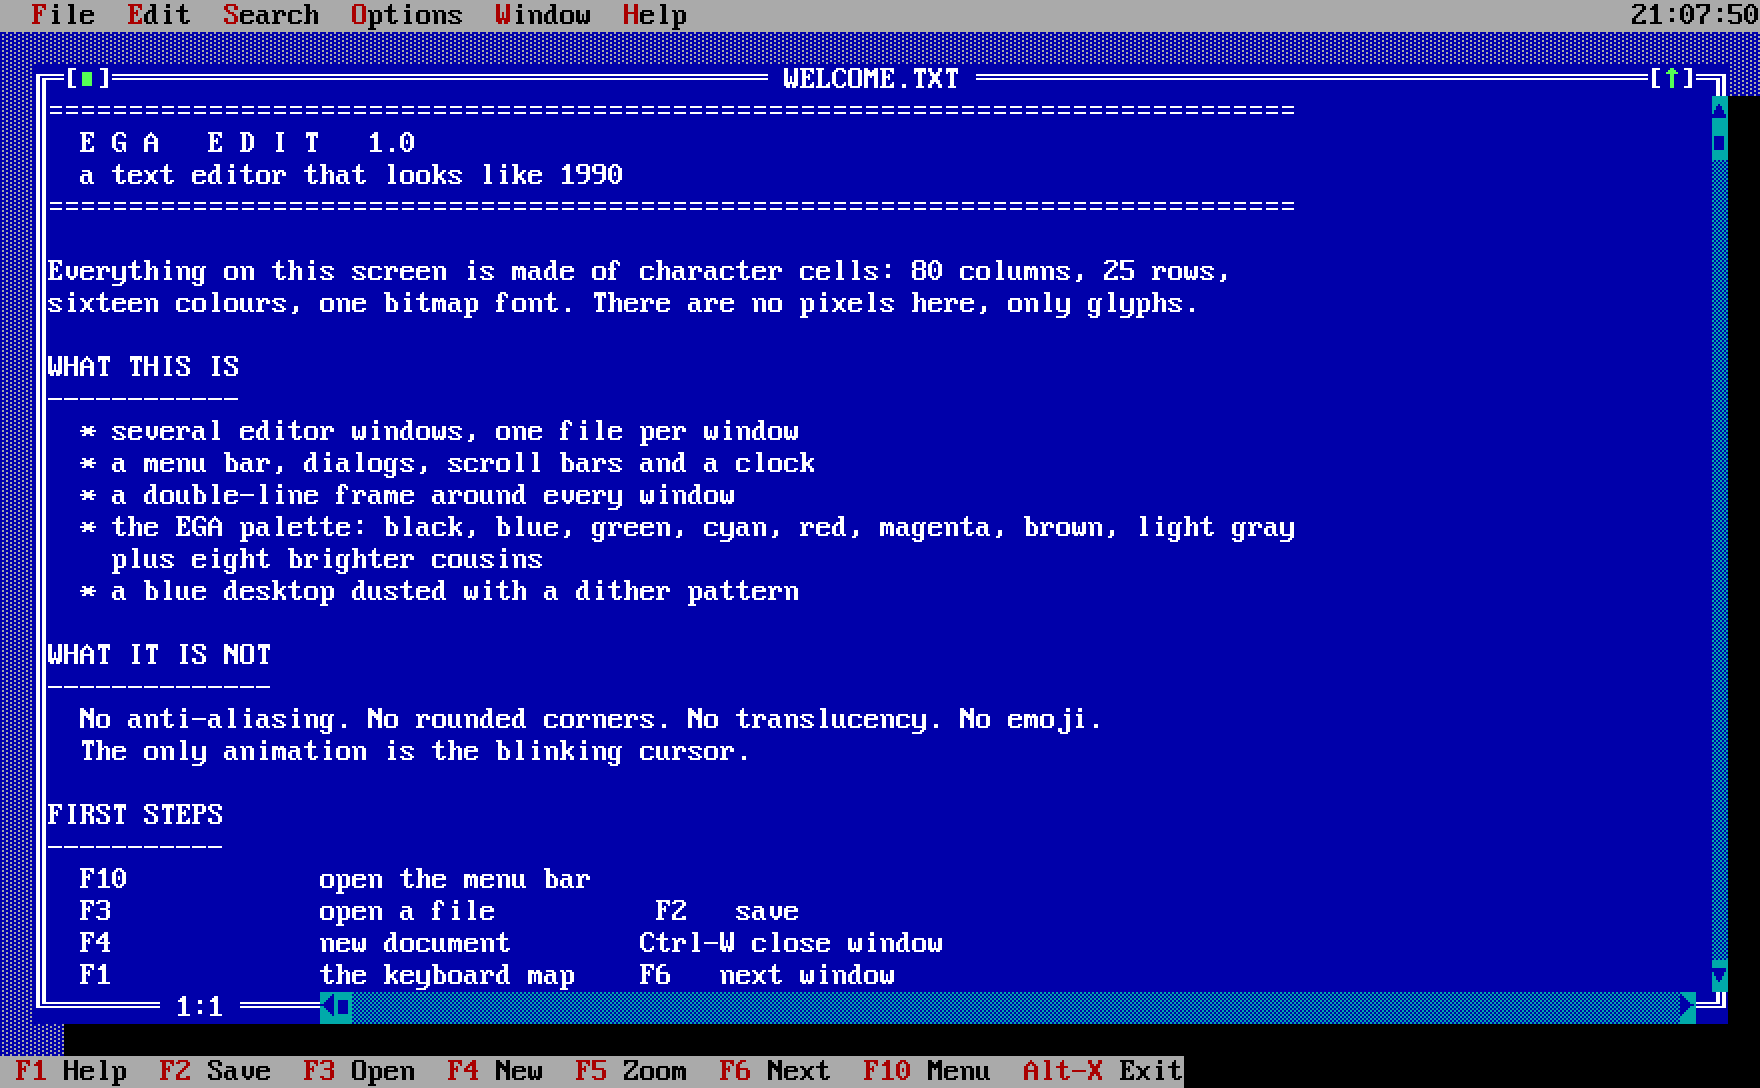 File  Edit  Search  Options  Window  Help  21:07:50
[■] WELCOME.TXT [↑]
==============================================================================
  E G A   E D I T   1.0
  a text editor that looks like 1990
==============================================================================
Everything on this screen is made of character cells: 80 columns, 25 rows,
sixteen colours, one bitmap font. There are no pixels here, only glyphs.
WHAT THIS IS
------------
  * several editor windows, one file per window
  * a menu bar, dialogs, scroll bars and a clock
  * a double-line frame around every window
  * the EGA palette: black, blue, green, cyan, red, magenta, brown, light gray
    plus eight brighter cousins
  * a blue desktop dusted with a dither pattern
WHAT IT IS NOT
--------------
  No anti-aliasing. No rounded corners. No translucency. No emoji.
  The only animation is the blinking cursor.
FIRST STEPS
-----------
  F10            open the menu bar
  F3             open a file          F2   save
  F4             new document        Ctrl-W close window
  F1             the keyboard map    F6   next window
1:1
F1 Help  F2 Save  F3 Open  F4 New  F5 Zoom  F6 Next  F10 Menu  Alt-X Exit